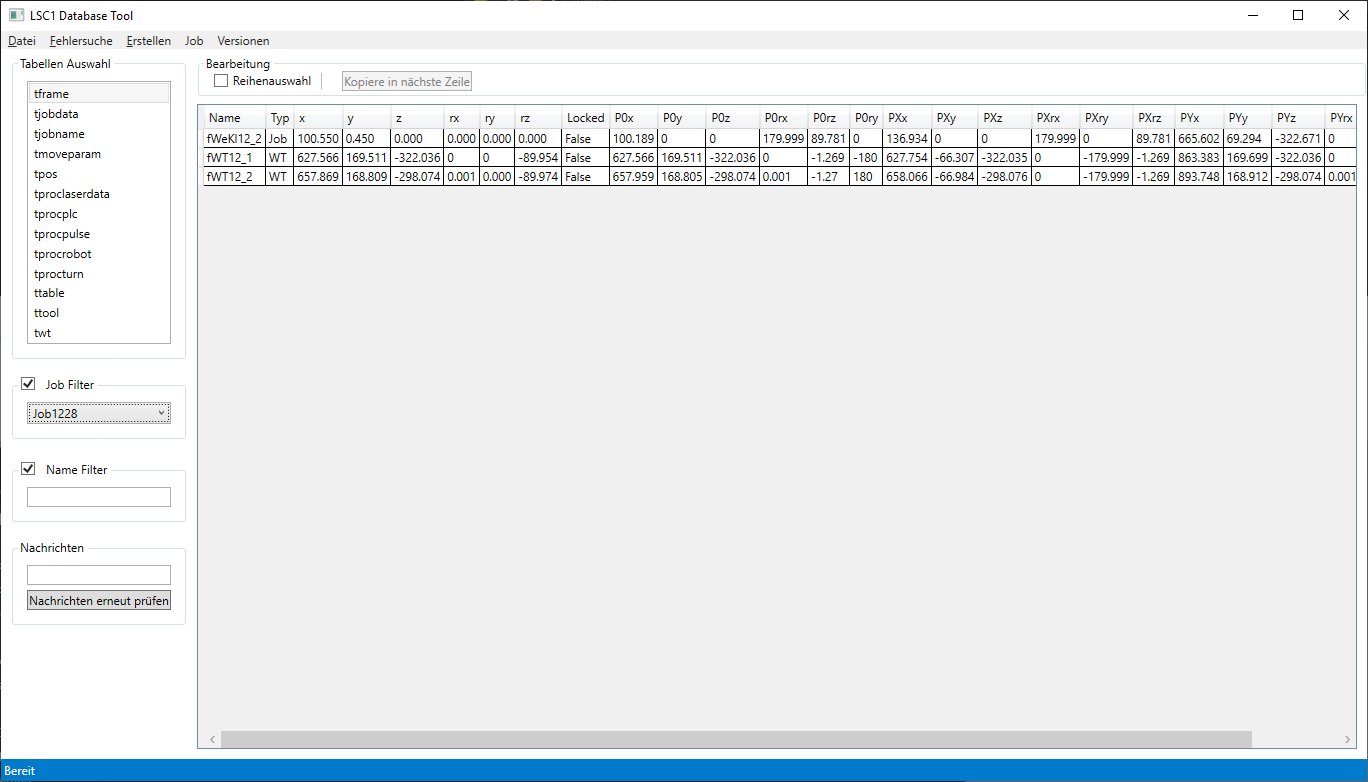 LSC1 Database Tool
Datei Fehlersuche Erstellen Job Versionen
Tabellen Auswahl
tframe
tjobdata
tjobname
tmoveparam
tpos
tproclaserdata
tprocplc
tprocpulse
tprocrobot
tprocturn
ttable
ttool
twt
Job Filter
Job1228
Name Filter
Nachrichten
Nachrichten erneut prüfen
Bearbeitung
Reihenauswahl Kopiere in nächste Zeile
Name Typ x y z rx ry rz Locked P0x P0y P0z P0rx P0rz P0ry PXx PXy PXz PXrx PXry PXrz PYx PYy PYz PYrx
fWeKl12_2 Job 100.550 0.450 0.000 0.000 0.000 0.000 False 100.189 0 0 179.999 89.781 0 136.934 0 0 179.999 0 89.781 665.602 69.294 -322.671 0
fWT12_1 WT 627.566 169.511 -322.036 0 0 -89.954 False 627.566 169.511 -322.036 0 -1.269 -180 627.754 -66.307 -322.035 0 -179.999 -1.269 863.383 169.699 -322.036 0
fWT12_2 WT 657.869 168.809 -298.074 0.001 0.000 -89.974 False 657.959 168.805 -298.074 0.001 -1.27 180 658.066 -66.984 -298.076 0 -179.999 -1.269 893.748 168.912 -298.074 0.001
Bereit